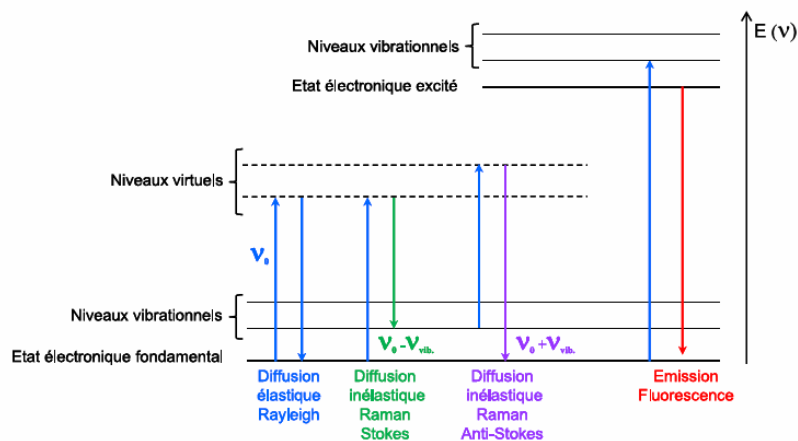 E (ν)
Niveaux vibrationnels
Etat électronique excité
Niveaux virtuels
ν₀
Niveaux vibrationnels
ν₀-νvib.
ν₀+νvib.
Etat électronique fondamental
Diffusion
élastique
Rayleigh
Diffusion
inélastique
Raman
Stokes
Diffusion
inélastique
Raman
Anti-Stokes
Emission
Fluorescence